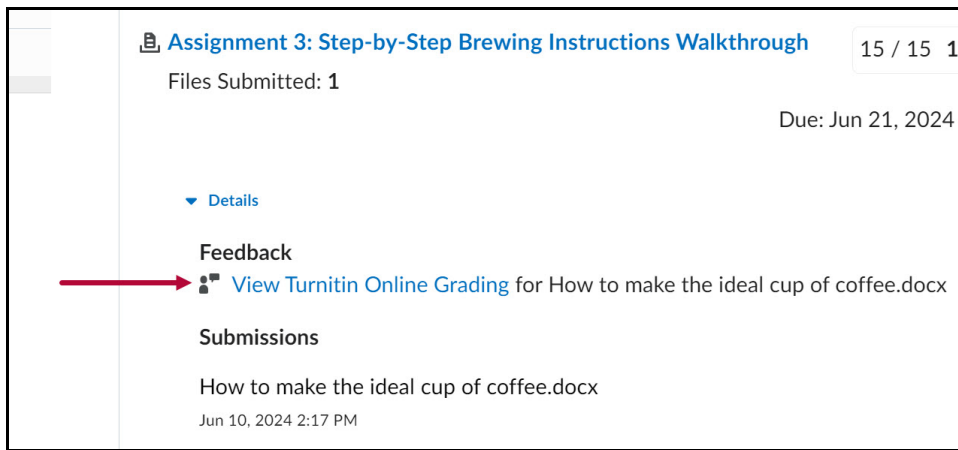 Assignment 3: Step-by-Step Brewing Instructions Walkthrough
15 / 15 1
Files Submitted: 1
Due: Jun 21, 2024
Details
Feedback
View Turnitin Online Grading for How to make the ideal cup of coffee.docx
Submissions
How to make the ideal cup of coffee.docx
Jun 10, 2024 2:17 PM